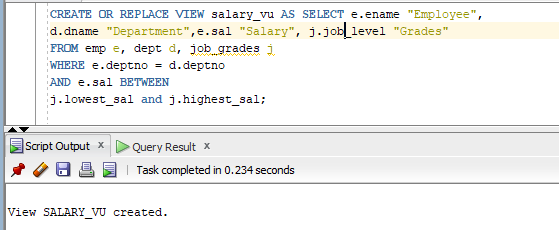 CREATE OR REPLACE VIEW salary_vu AS SELECT e.ename "Employee",
d.dname "Department",e.sal "Salary", j.job_level "Grades"
FROM emp e, dept d, job_grades j
WHERE e.deptno = d.deptno
AND e.sal BETWEEN
j.lowest_sal and j.highest_sal;
Script Output x Query Result x
Task completed in 0.234 seconds
View SALARY_VU created.